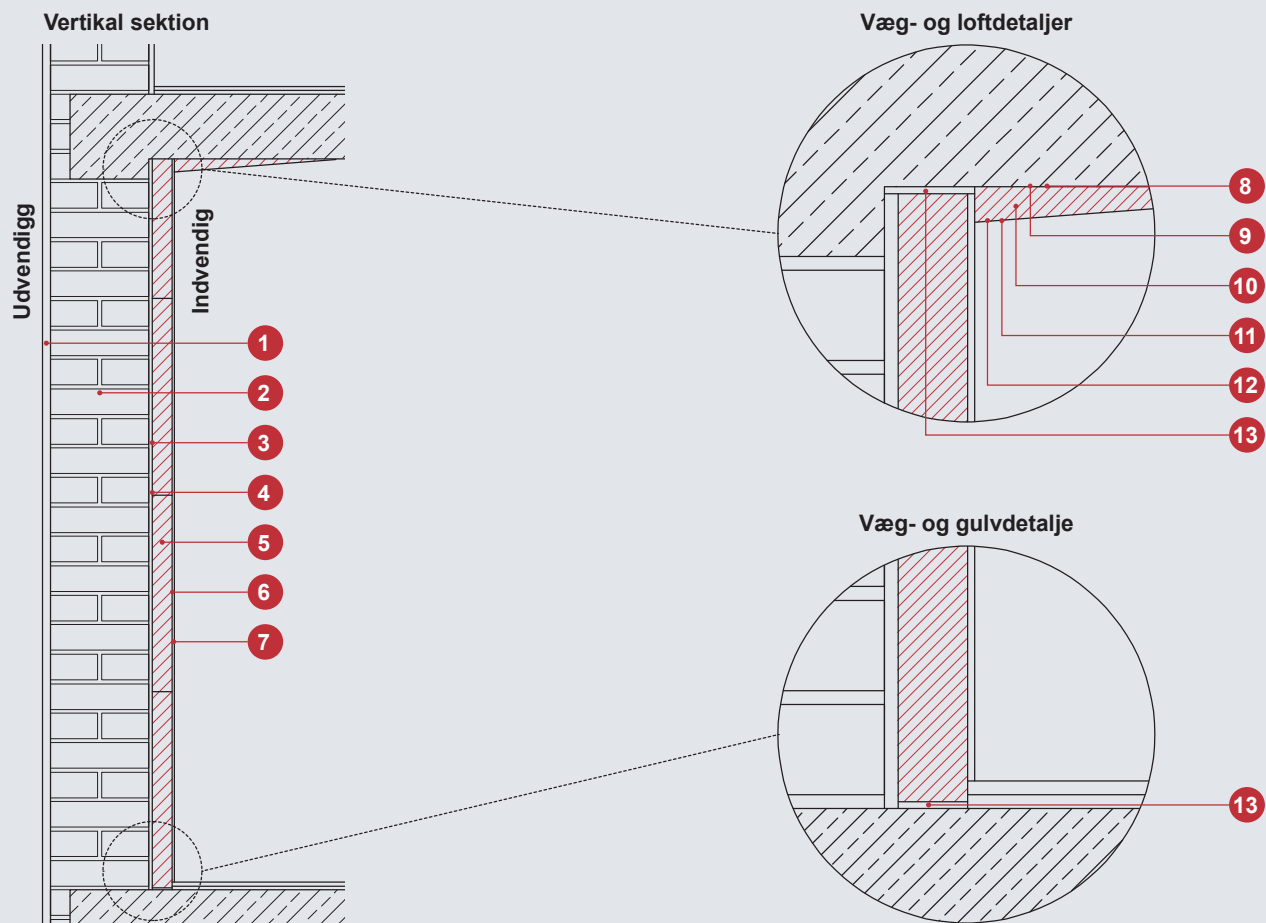 Vertikal sektion
Væg- og loftdetaljer
Udvendigg
Indvendig
1
2
3
4
5
6
7
8
9
10
11
12
13
Væg- og gulvdetalje
13